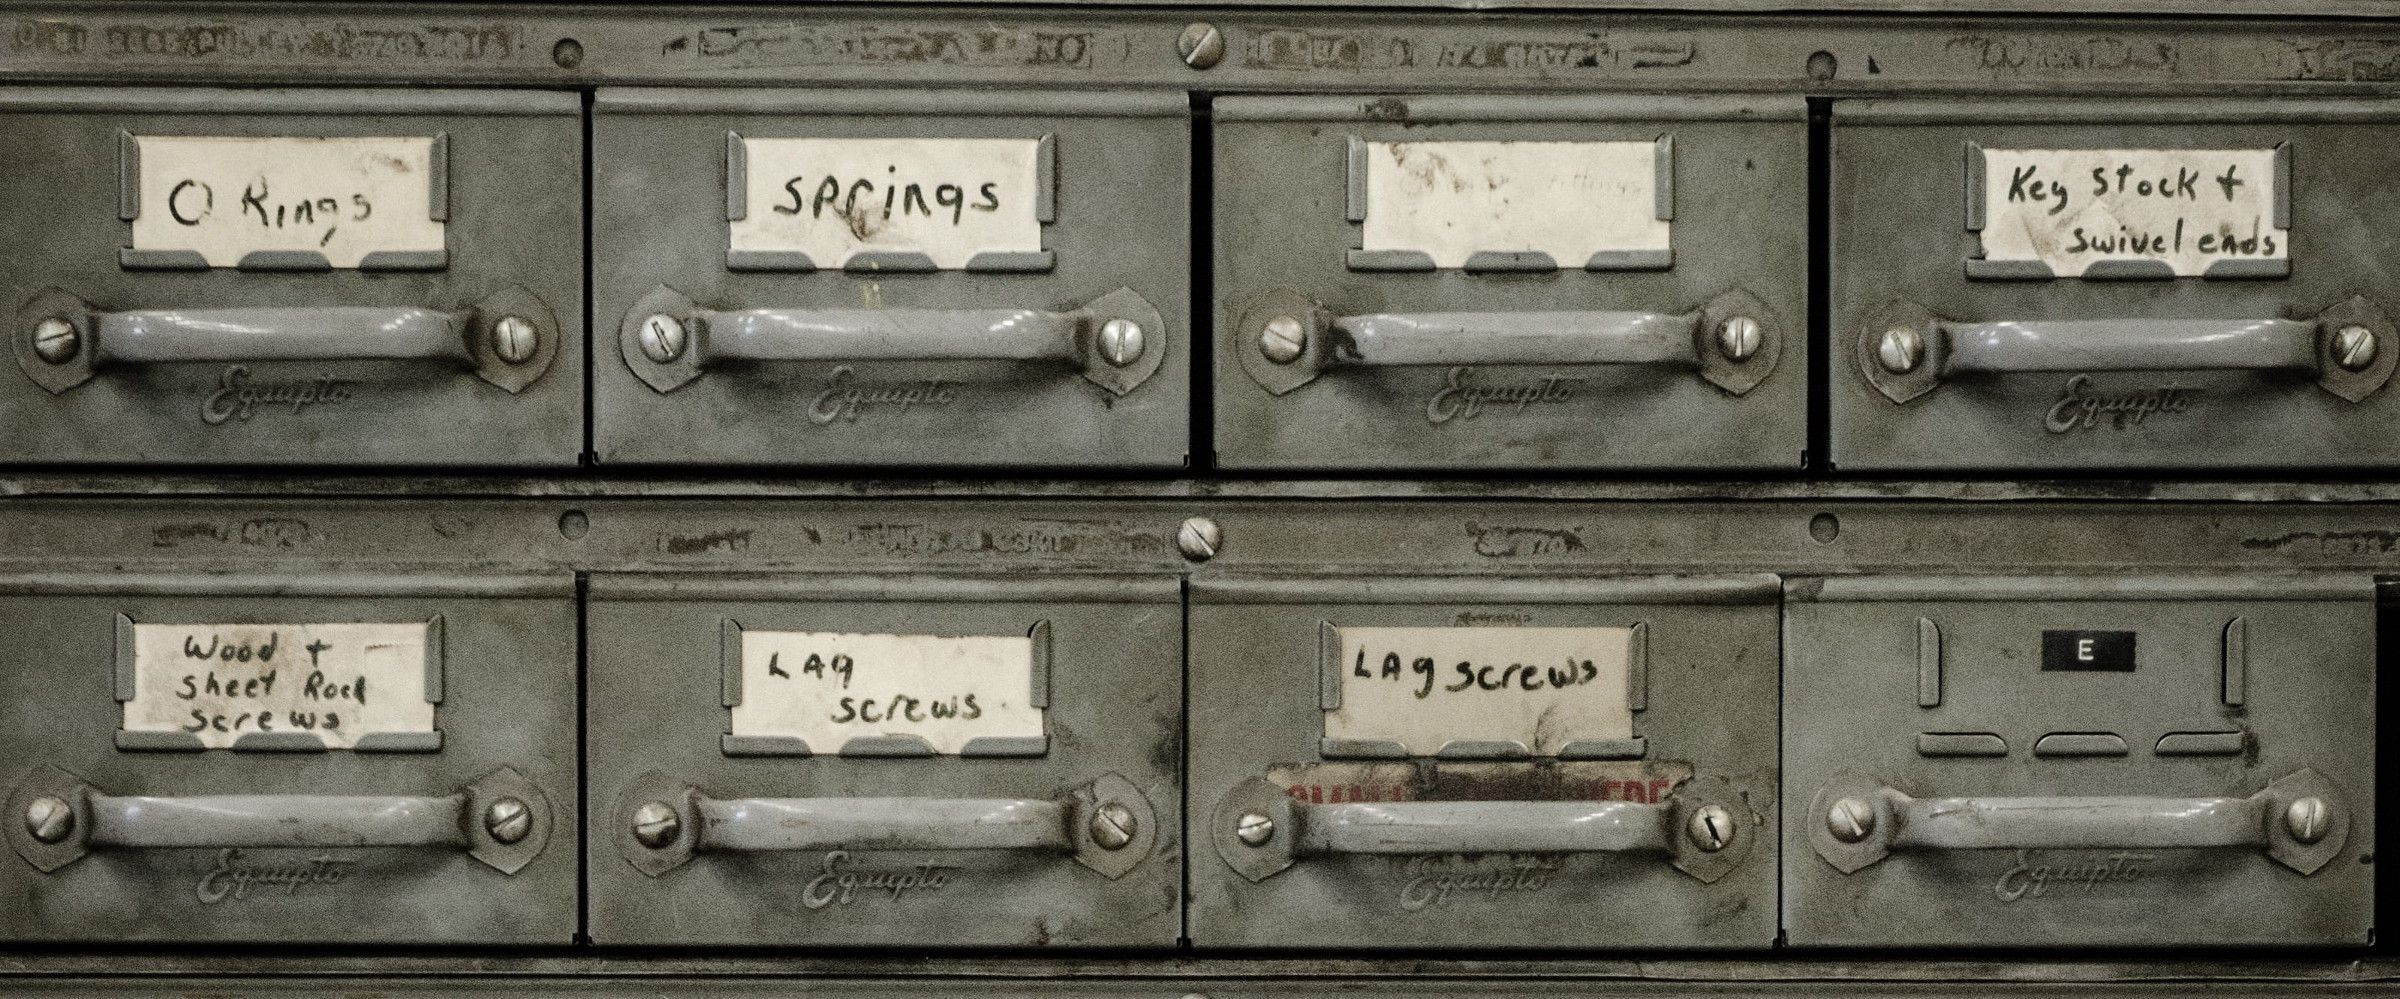 O Rings
springs
Key Stock +
swivel ends
Equipto
Equipto
Equipto
Equipto
Wood +
sheet Rock
screws
LAg
screws
LAg screws
E
Equipto
Equipto
Equipto
Equipto